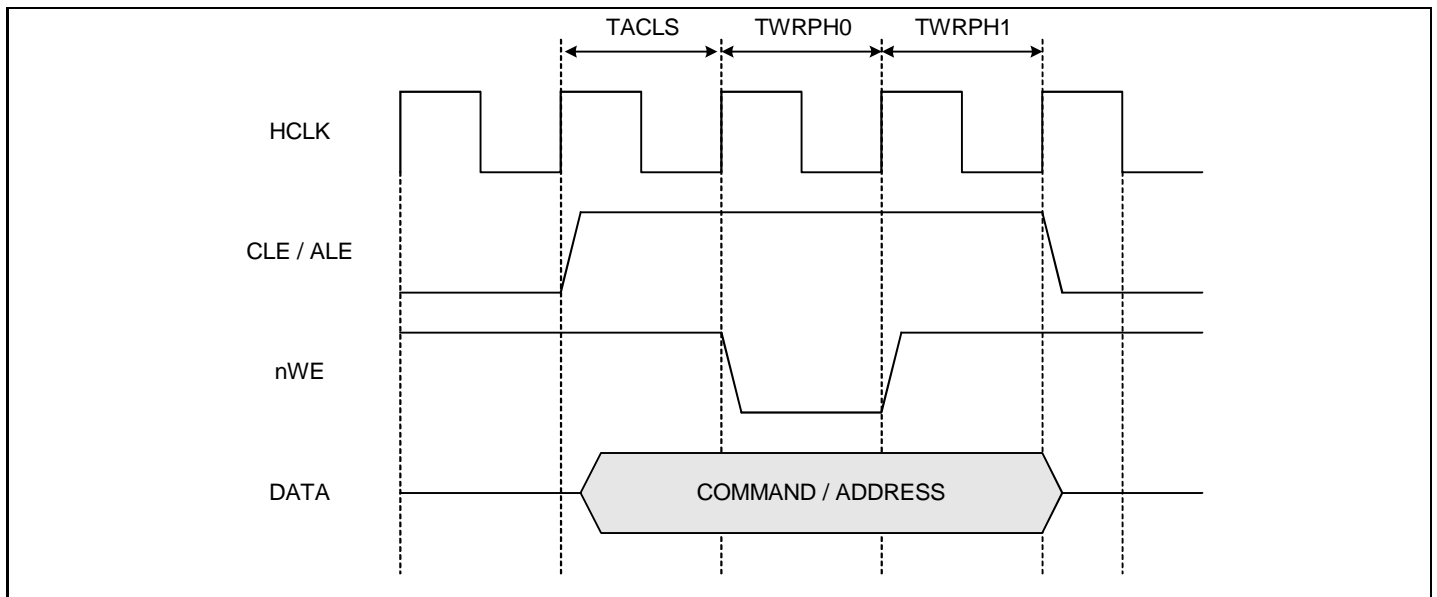 TACLS TWRPH0 TWRPH1
HCLK
CLE / ALE
nWE
DATA
COMMAND / ADDRESS